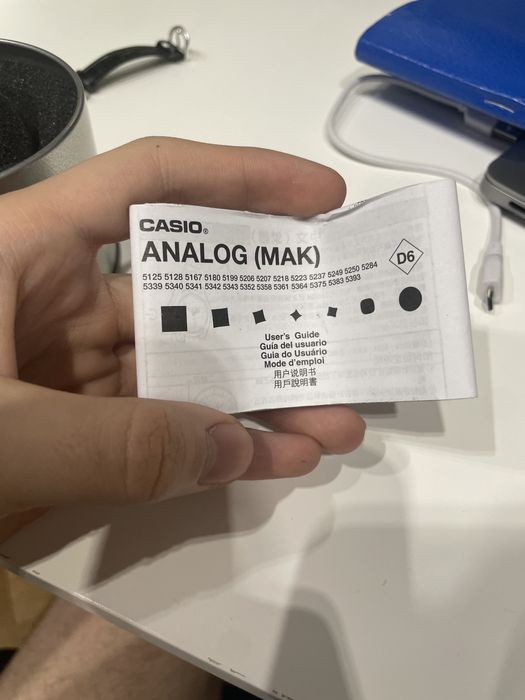 CASIO®
ANALOG (MAK)
D6
5125 5128 5167 5180 5199 5206 5207 5218 5223 5237 5249 5250 5284
5339 5340 5341 5342 5343 5352 5358 5361 5364 5375 5383 5393
User's Guide
Guía del usuario
Guia do Usuário
Mode d'emploi
用户说明书
用戶說明書